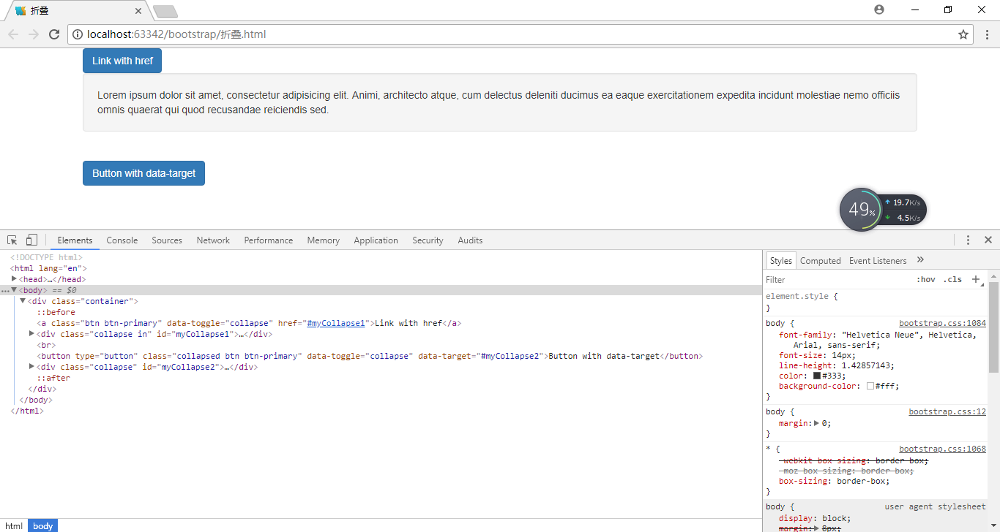 折叠
localhost:63342/bootstrap/折叠.html
Link with href
Lorem ipsum dolor sit amet, consectetur adipisicing elit. Animi, architecto atque, cum delectus deleniti ducimus ea eaque exercitationem expedita incidunt molestiae nemo officiis
omnis quaerat qui quod recusandae reiciendis sed.
Button with data-target
49%
19.7K/s
4.5K/s
Elements Console Sources Network Performance Memory Application Security Audits
<!DOCTYPE html>
<html lang="en">
<head>…</head>
<body> == $0
<div class="container">
::before
<a class="btn btn-primary" data-toggle="collapse" href="#myCollapse1">Link with href</a>
<div class="collapse in" id="myCollapse1">…</div>
<br>
<button type="button" class="collapsed btn btn-primary" data-toggle="collapse" data-target="#myCollapse2">Button with data-target</button>
<div class="collapse" id="myCollapse2">…</div>
::after
</div>
</body>
</html>
html body
Styles Computed Event Listeners »
Filter :hov .cls +
element.style {
}
body { bootstrap.css:1084
font-family: "Helvetica Neue", Helvetica,
Arial, sans-serif;
font-size: 14px;
line-height: 1.42857143;
color: #333;
background-color: #fff;
}
body { bootstrap.css:12
margin: 0;
}
* { bootstrap.css:1068
-webkit-box-sizing: border-box;
-moz-box-sizing: border-box;
box-sizing: border-box;
}
body { user agent stylesheet
display: block;
margin: 8px;